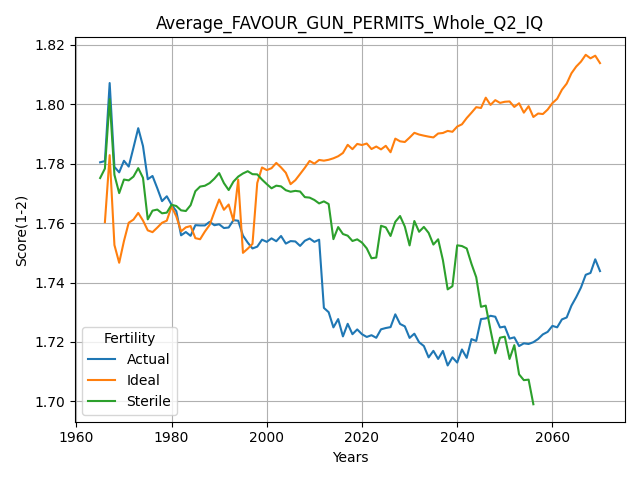 Average_FAVOUR_GUN_PERMITS_Whole_Q2_IQ
1.82
1.80
1.78
1.76
1.74
1.72
1.70
Score(1-2)
Fertility
Actual
Ideal
Sterile
1960 1980 2000 2020 2040 2060
Years